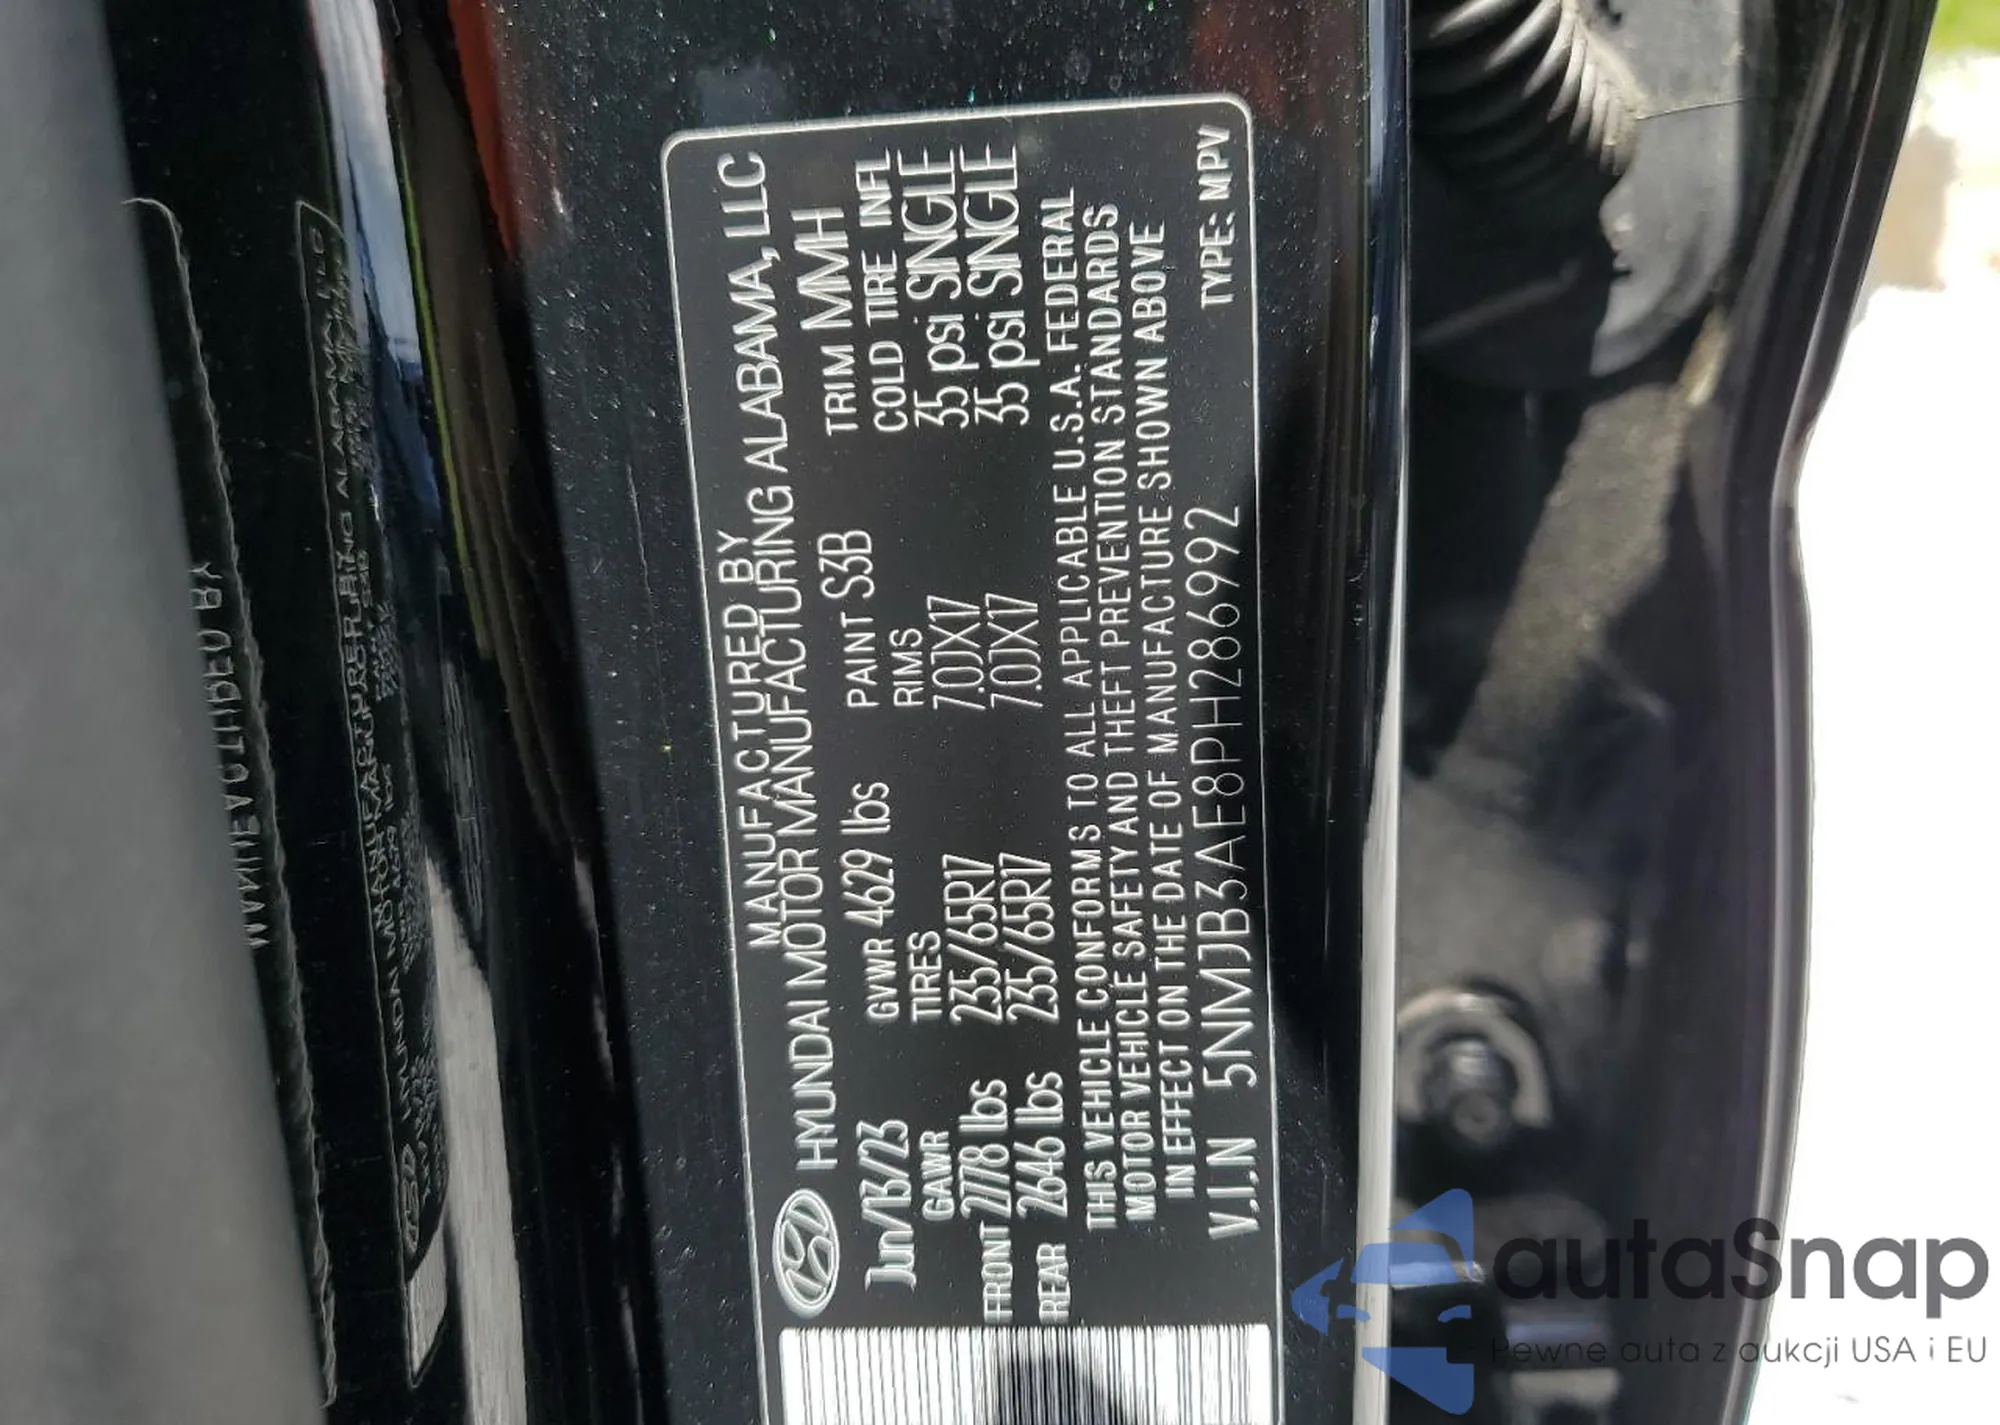 MANUFACTURED BY
HYUNDAI MOTOR MANUFACTURING ALABAMA, LLC
Jun/13/23 GVWR 4629 lbs PAINT S3B TRIM MMH
GAWR TIRES RIMS COLD TIRE INFL
FRONT 2778 lbs 235/65R17 7.0JX17 35 psi SINGLE
REAR 2646 lbs 235/65R17 7.0JX17 35 psi SINGLE
THIS VEHICLE CONFORMS TO ALL APPLICABLE U.S.A. FEDERAL
MOTOR VEHICLE SAFETY AND THEFT PREVENTION STANDARDS
IN EFFECT ON THE DATE OF MANUFACTURE SHOWN ABOVE
V.I.N 5NMJB3AE8PH286992 TYPE: MPV
autaSnap
Pewne auta z aukcji USA i EU